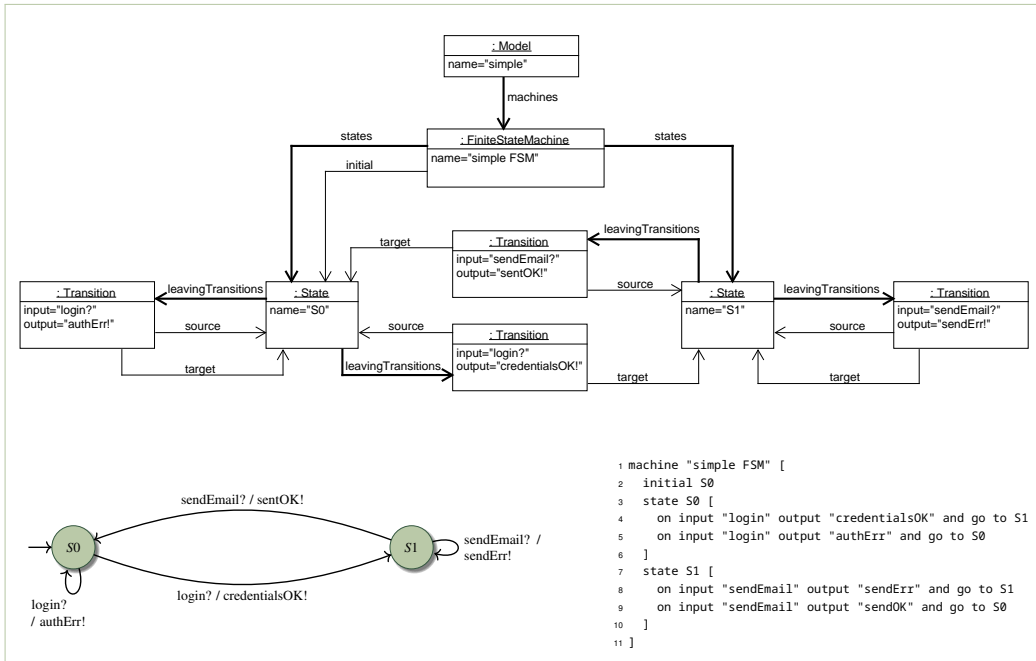 : Model
name="simple"
machines
states
: FiniteStateMachine
states
name="simple FSM"
initial
leavingTransitions
target
: Transition
input="sendEmail?"
output="sentOK!"
source
: Transition
input="login?"
output="authErr!"
leavingTransitions
: State
name="S0"
source
target
: State
name="S1"
leavingTransitions
: Transition
input="sendEmail?"
output="sendErr!"
source
target
source
: Transition
input="login?"
output="credentialsOK!"
leavingTransitions
target
sendEmail? / sentOK!
S0
S1
sendEmail? /
sendErr!
login? / credentialsOK!
login?
/ authErr!
1 machine "simple FSM" [
2 initial S0
3 state S0 [
4 on input "login" output "credentialsOK" and go to S1
5 on input "login" output "authErr" and go to S0
6 ]
7 state S1 [
8 on input "sendEmail" output "sendErr" and go to S1
9 on input "sendEmail" output "sendOK" and go to S0
10 ]
11 ]